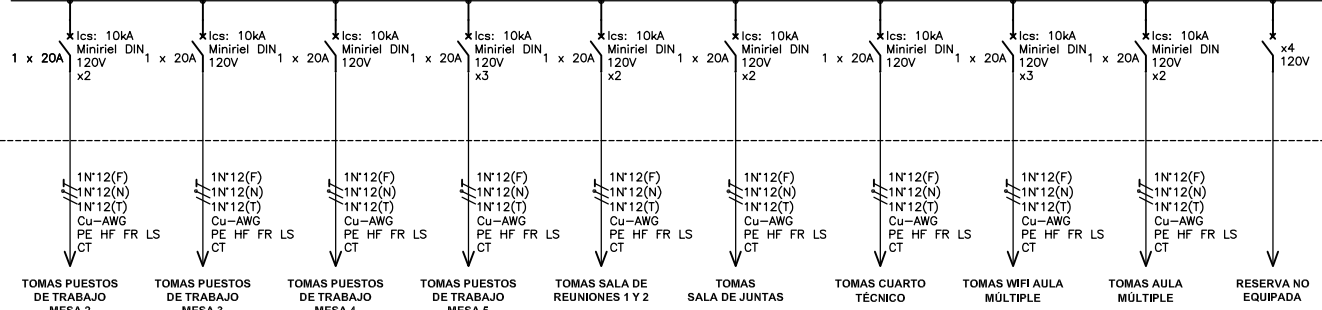 1 x 20A
Ics: 10kA
Miniriel DIN
120V
x2
1 x 20A
Ics: 10kA
Miniriel DIN
120V
1 x 20A
Ics: 10kA
Miniriel DIN
120V
1 x 20A
Ics: 10kA
Miniriel DIN
120V
x3
1 x 20A
Ics: 10kA
Miniriel DIN
120V
x2
1 x 20A
Ics: 10kA
Miniriel DIN
120V
x2
1 x 20A
Ics: 10kA
Miniriel DIN
120V
1 x 20A
Ics: 10kA
Miniriel DIN
120V
x3
1 x 20A
Ics: 10kA
Miniriel DIN
120V
x2
x4
120V
1N°12(F)
1N°12(N)
1N°12(T)
Cu-AWG
PE HF FR LS
CT
1N°12(F)
1N°12(N)
1N°12(T)
Cu-AWG
PE HF FR LS
CT
1N°12(F)
1N°12(N)
1N°12(T)
Cu-AWG
PE HF FR LS
CT
1N°12(F)
1N°12(N)
1N°12(T)
Cu-AWG
PE HF FR LS
CT
1N°12(F)
1N°12(N)
1N°12(T)
Cu-AWG
PE HF FR LS
CT
1N°12(F)
1N°12(N)
1N°12(T)
Cu-AWG
PE HF FR LS
CT
1N°12(F)
1N°12(N)
1N°12(T)
Cu-AWG
PE HF FR LS
CT
1N°12(F)
1N°12(N)
1N°12(T)
Cu-AWG
PE HF FR LS
CT
1N°12(F)
1N°12(N)
1N°12(T)
Cu-AWG
PE HF FR LS
CT
TOMAS PUESTOS
DE TRABAJO
MESA 2
TOMAS PUESTOS
DE TRABAJO
MESA 3
TOMAS PUESTOS
DE TRABAJO
MESA 4
TOMAS PUESTOS
DE TRABAJO
MESA 5
TOMAS SALA DE
REUNIONES 1 Y 2
TOMAS
SALA DE JUNTAS
TOMAS CUARTO
TÉCNICO
TOMAS WIFI AULA
MÚLTIPLE
TOMAS AULA
MÚLTIPLE
RESERVA NO
EQUIPADA